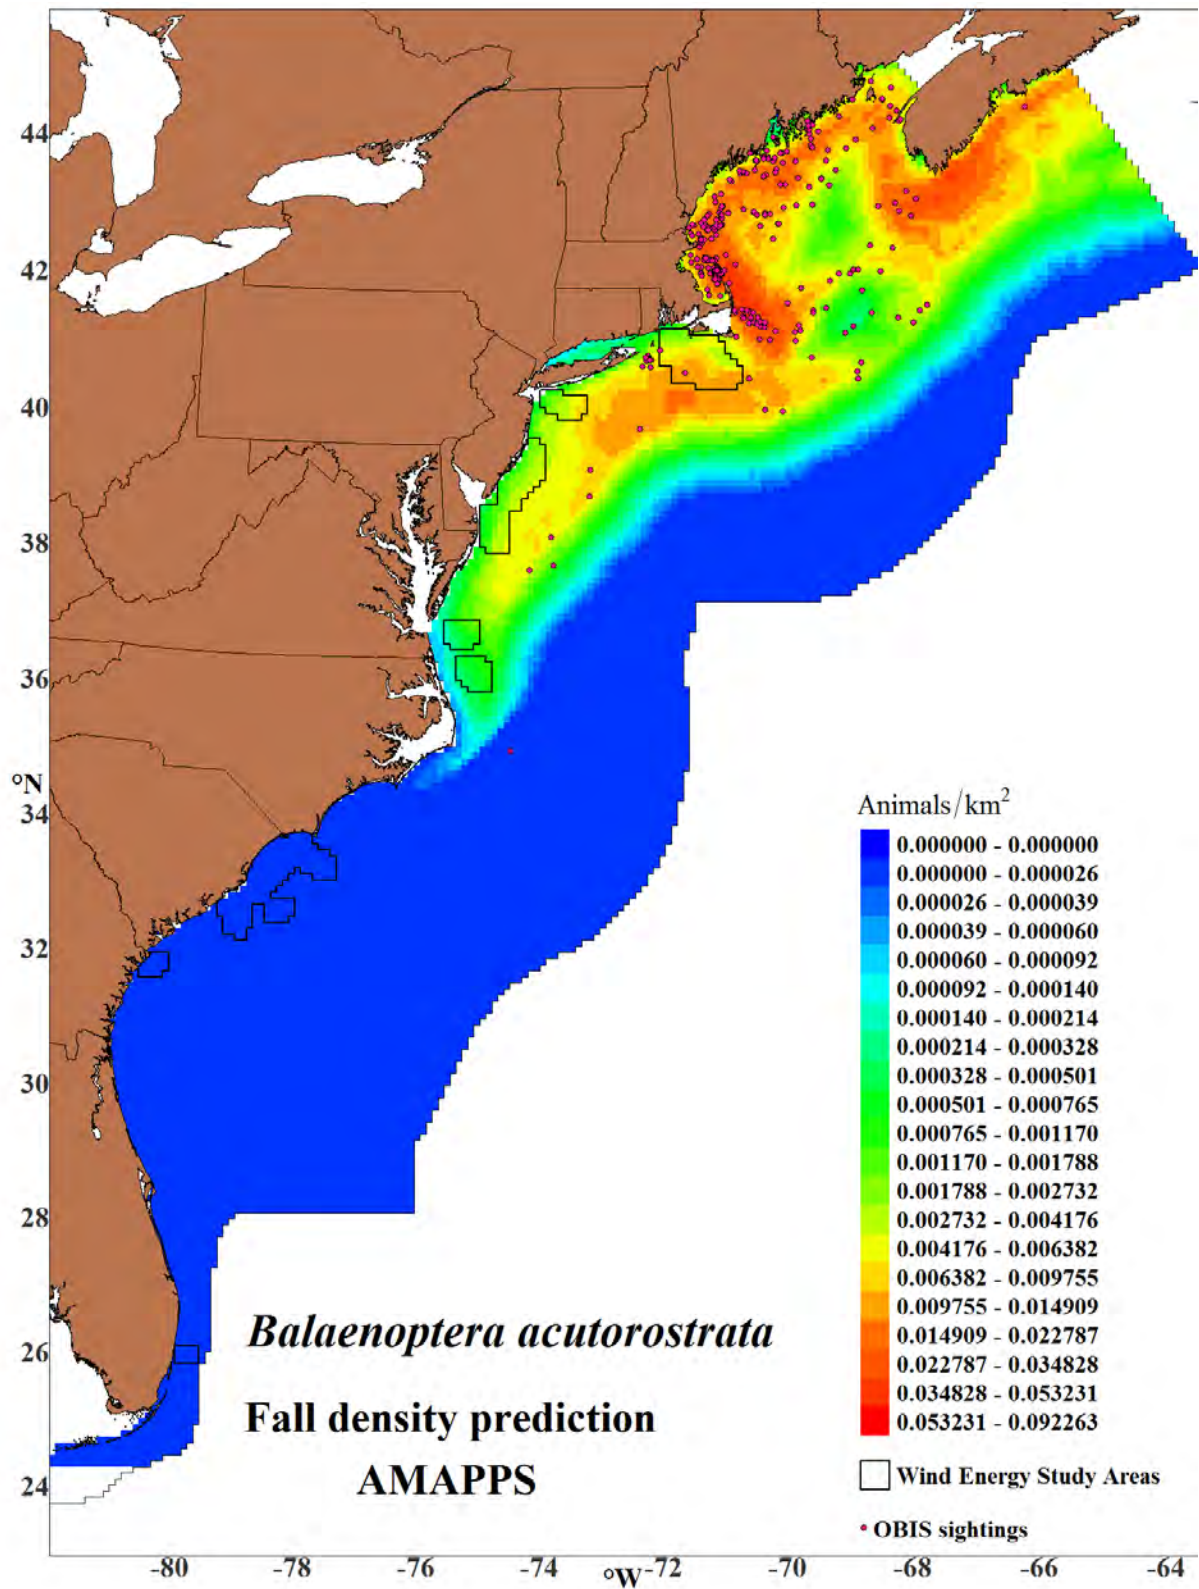 44
42
40
38
36
°N
34
32
30
28
26
24
Animals/km²
0.000000 - 0.000000
0.000000 - 0.000026
0.000026 - 0.000039
0.000039 - 0.000060
0.000060 - 0.000092
0.000092 - 0.000140
0.000140 - 0.000214
0.000214 - 0.000328
0.000328 - 0.000501
0.000501 - 0.000765
0.000765 - 0.001170
0.001170 - 0.001788
0.001788 - 0.002732
0.002732 - 0.004176
0.004176 - 0.006382
0.006382 - 0.009755
0.009755 - 0.014909
0.014909 - 0.022787
0.022787 - 0.034828
0.034828 - 0.053231
0.053231 - 0.092263
Wind Energy Study Areas
OBIS sightings
Balaenoptera acutorostrata
Fall density prediction
AMAPPS
-80 -78 -76 -74 °W -72 -70 -68 -66 -64